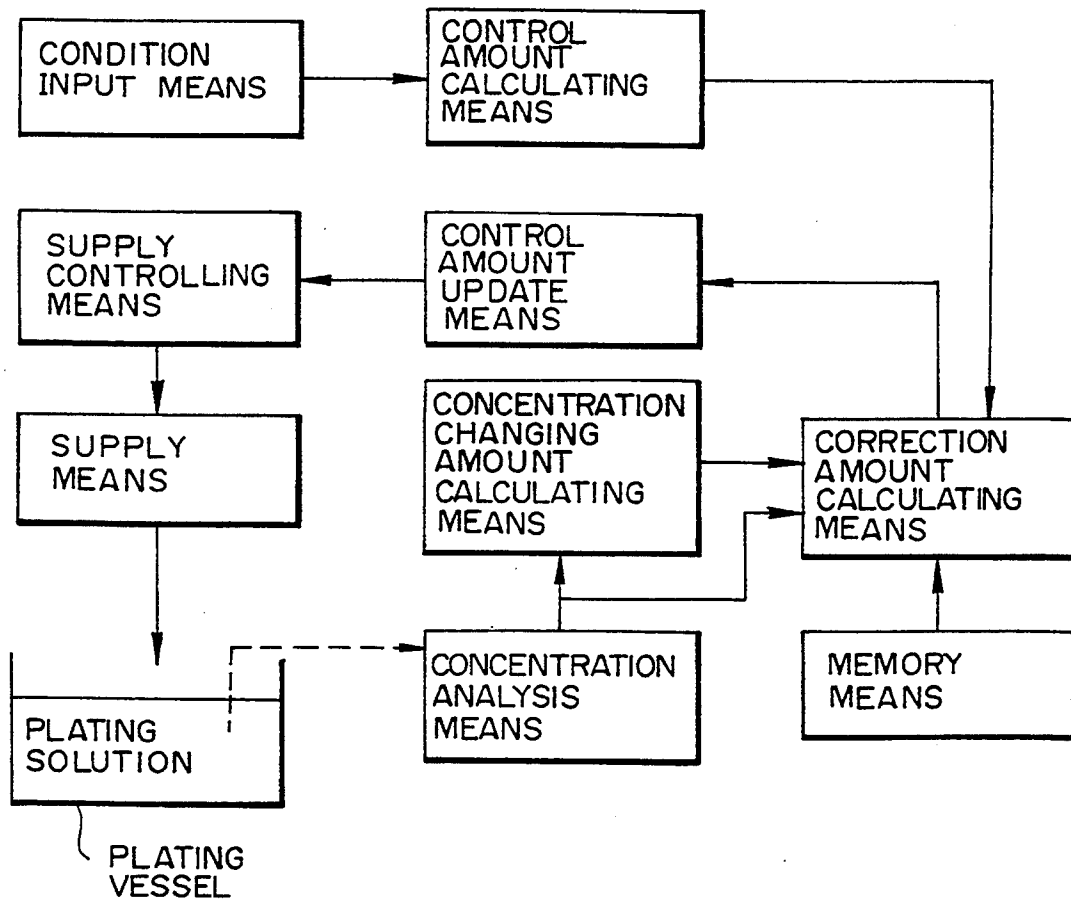 CONDITION
INPUT MEANS
CONTROL
AMOUNT
CALCULATING
MEANS
SUPPLY
CONTROLLING
MEANS
CONTROL
AMOUNT
UPDATE
MEANS
SUPPLY
MEANS
CONCENTRATION
CHANGING
AMOUNT
CALCULATING
MEANS
CORRECTION
AMOUNT
CALCULATING
MEANS
PLATING
SOLUTION
CONCENTRATION
ANALYSIS
MEANS
MEMORY
MEANS
PLATING
VESSEL